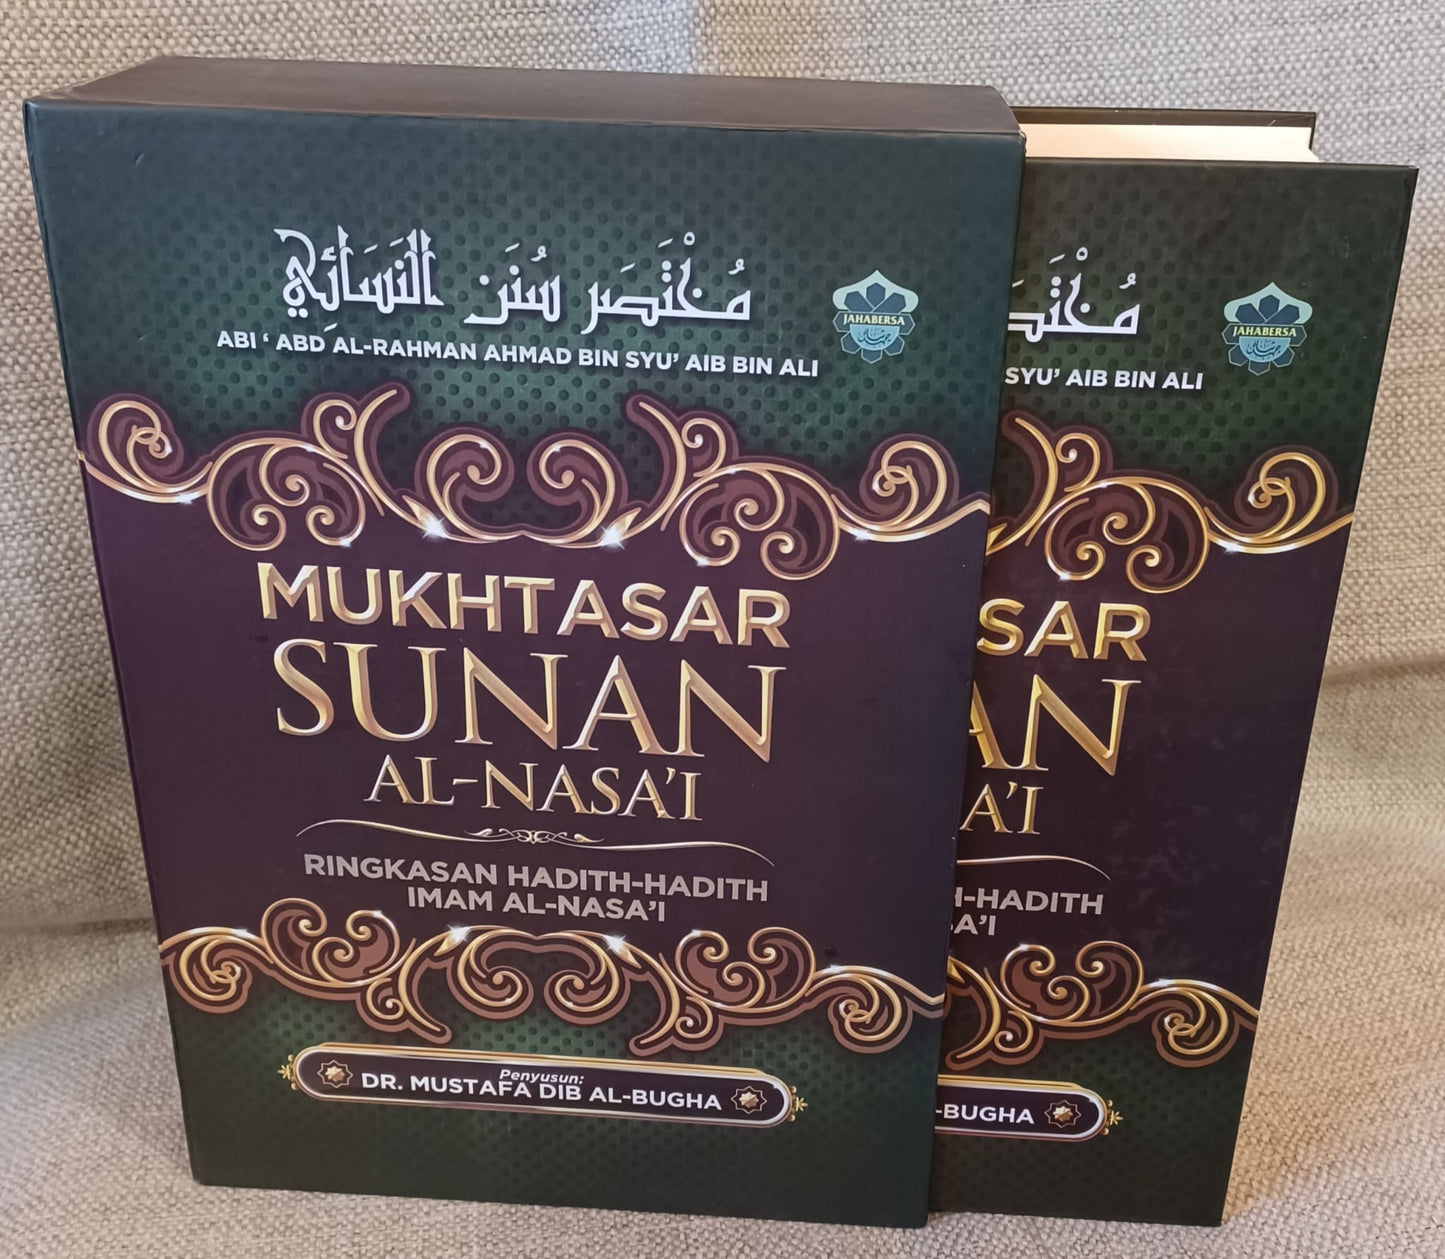 مُخْتَصَر سُنَن النَسَائِي
ABI ‘ ABD AL-RAHMAN AHMAD BIN SYU’ AIB BIN ALI
JAHABERSA
MUKHTASAR
SUNAN
AL-NASA’I
RINGKASAN HADITH-HADITH
IMAM AL-NASA’I
Penyusun:
DR. MUSTAFA DIB AL-BUGHA
مُخْتَصَ
SYU’ AIB BIN ALI
JAHABERSA
SAR
AN
A’I
H-HADITH
SA’I
-BUGHA